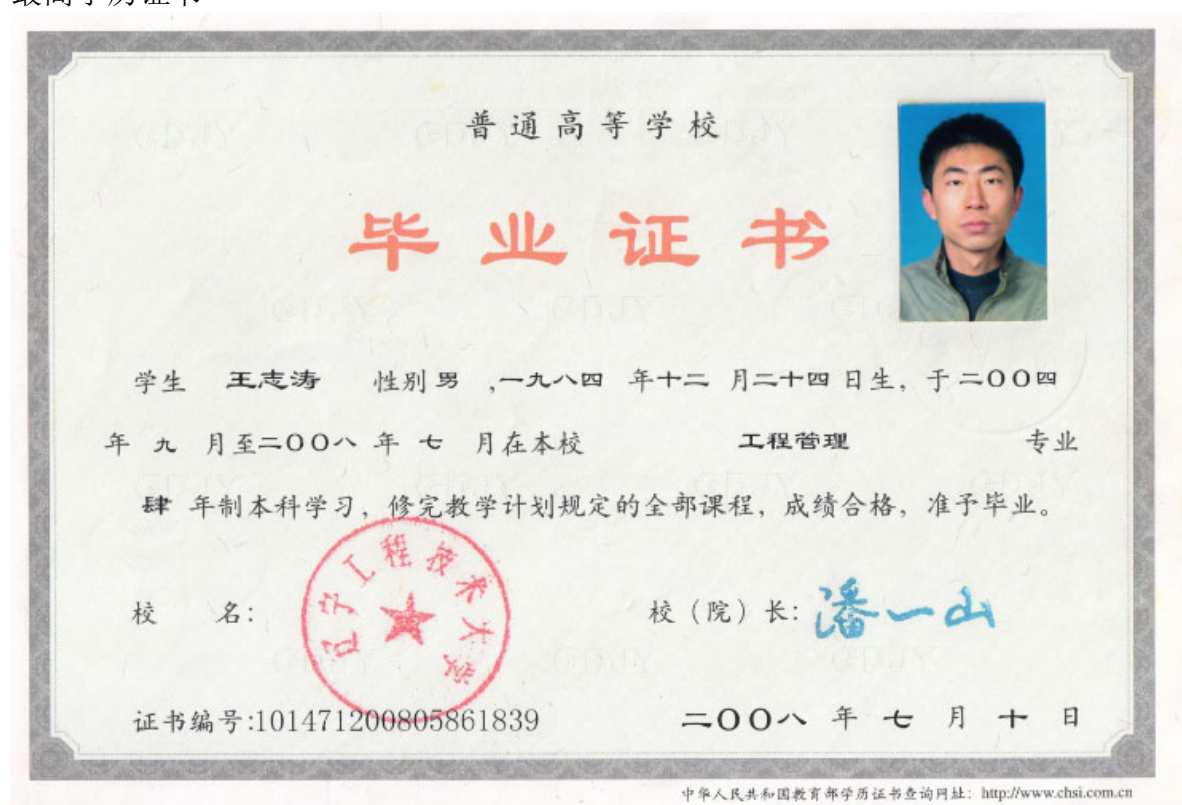 最高学历证书
普通高等学校
毕业证书
学生 王志涛 性别 男 ,一九八四 年十二 月二十四 日生, 于 二〇〇四
年 九 月至二〇〇八 年 七 月在本校 工程管理 专业
肆 年制本科学习, 修完教学计划规定的全部课程, 成绩合格, 准予毕业。
辽宁工程技术大学
校 名: 校 (院) 长: 潘一山
证书编号:101471200805861839 二〇〇八 年 七 月 十 日
中华人民共和国教育部学历证书查询网址: http://www.chsi.com.cn